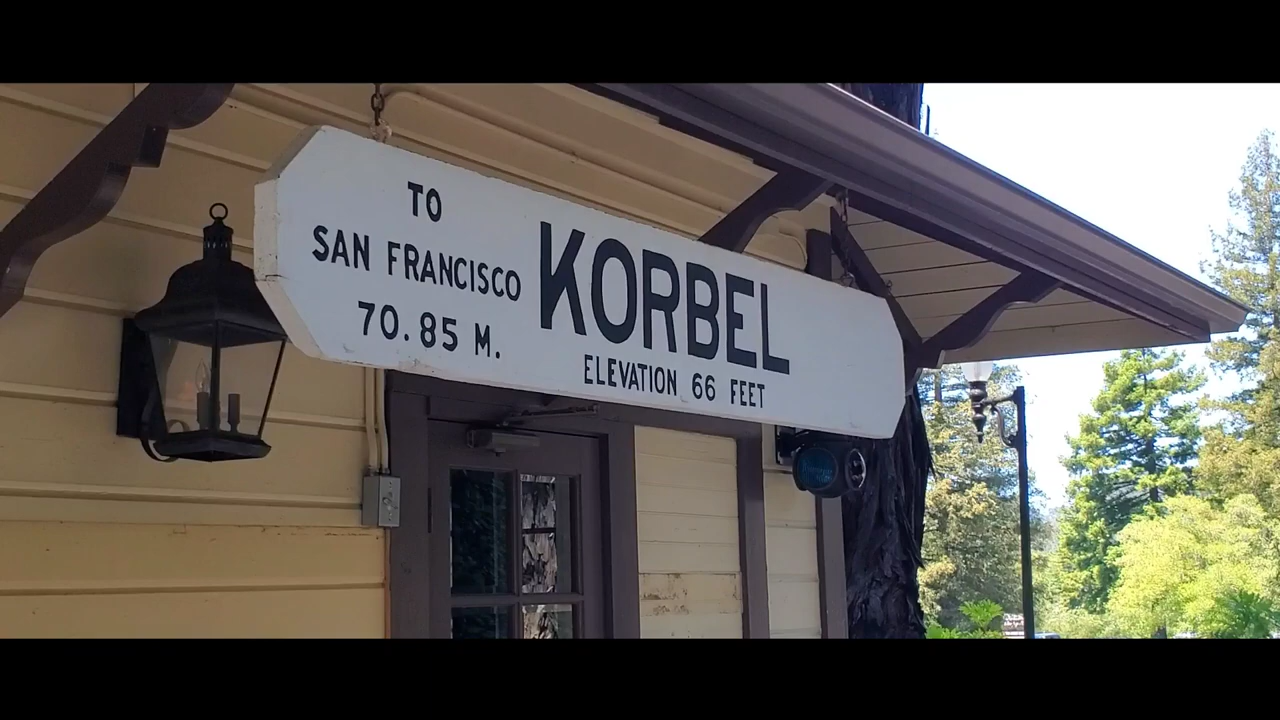 TO
SAN FRANCISCO
70.85 M.
KORBEL
ELEVATION 66 FEET